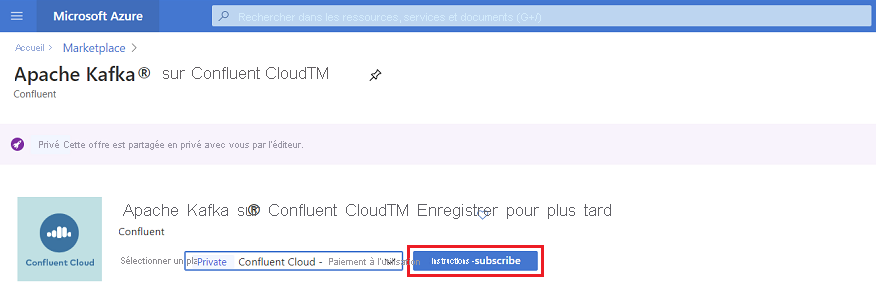 Microsoft Azure
Rechercher dans les ressources, services et documents (G+/)
Accueil > Marketplace >
Apache Kafka® sur Confluent CloudTM
Confluent
Privé Cette offre est partagée en privé avec vous par l'éditeur.
Apache Kafka sur® Confluent CloudTM Enregistrer pour plus tard
Confluent
Confluent Cloud
Sélectionner un pla Private Confluent Cloud - Paiement à l'utilisation
Instructions -subscribe